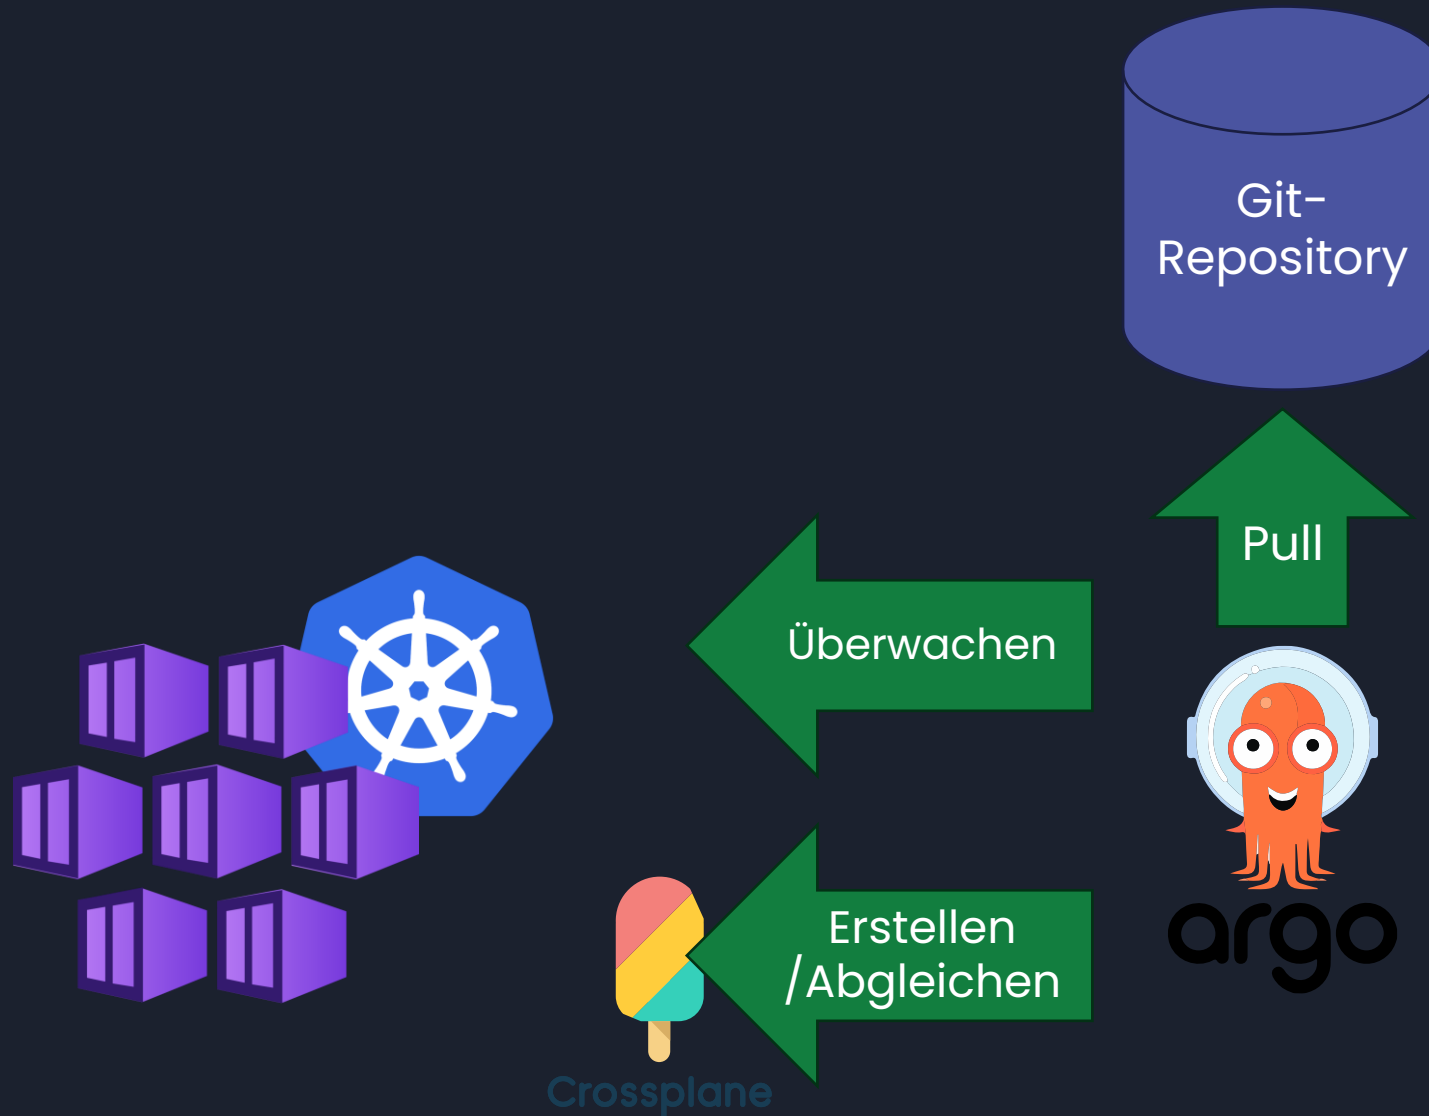 Git-
Repository
Pull
Überwachen
Erstellen
/Abgleichen
argo
Crossplane